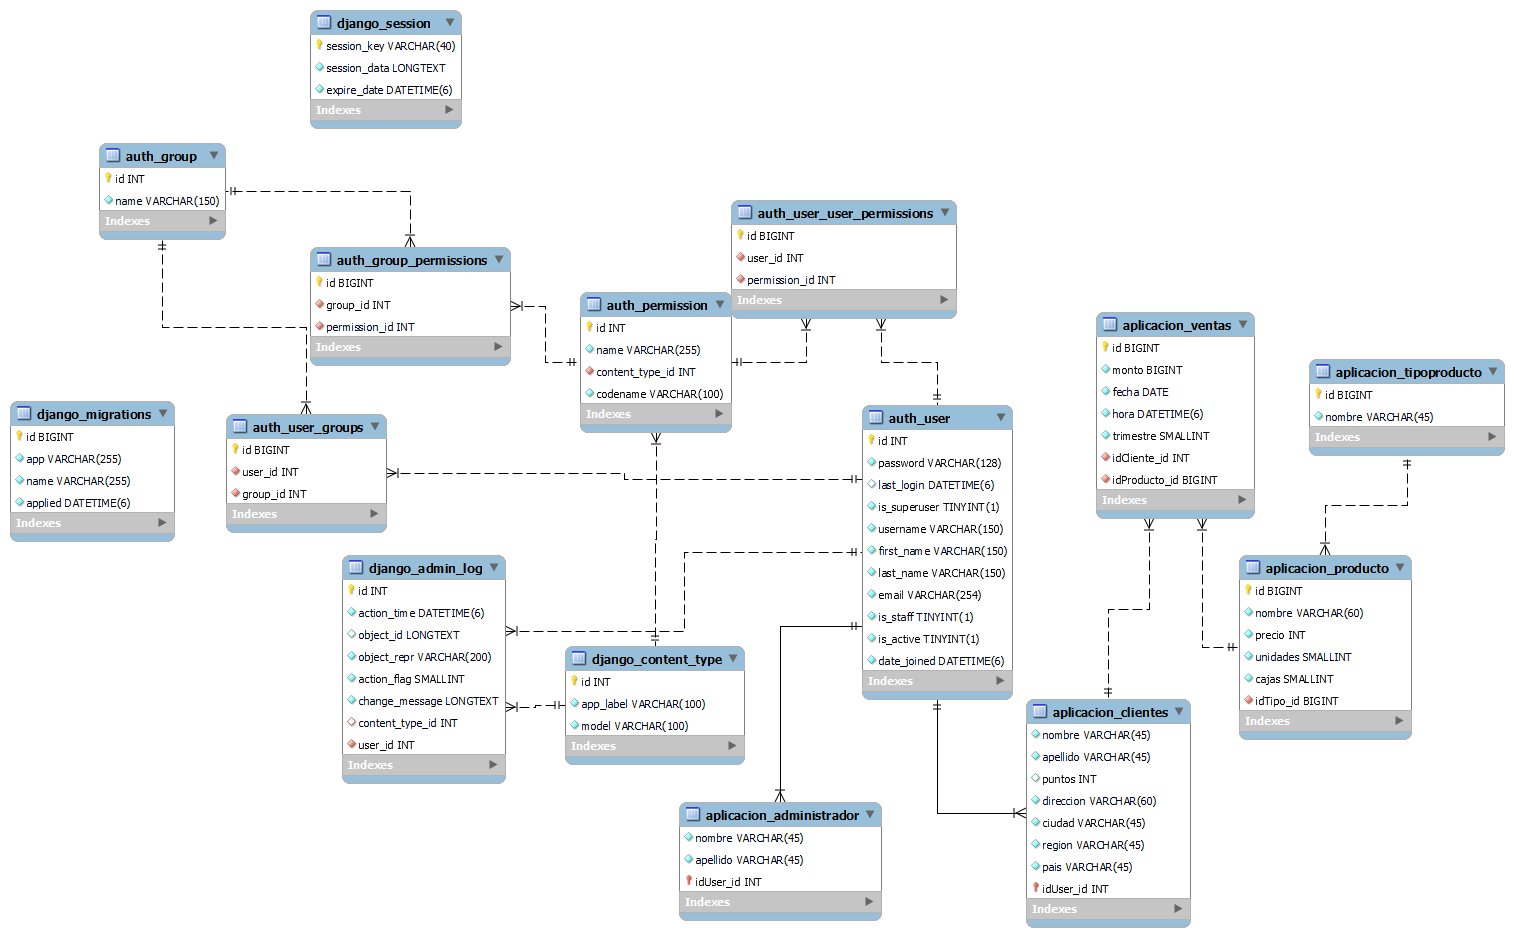 django_session
session_key VARCHAR(40)
session_data LONGTEXT
expire_date DATETIME(6)
Indexes
auth_group
id INT
name VARCHAR(150)
Indexes
auth_group_permissions
id BIGINT
group_id INT
permission_id INT
Indexes
auth_user_user_permissions
id BIGINT
user_id INT
permission_id INT
Indexes
auth_permission
id INT
name VARCHAR(255)
content_type_id INT
codename VARCHAR(100)
Indexes
aplicacion_ventas
id BIGINT
monto BIGINT
fecha DATE
hora DATETIME(6)
trimestre SMALLINT
idCliente_id INT
idProducto_id BIGINT
Indexes
aplicacion_tipoproducto
id BIGINT
nombre VARCHAR(45)
Indexes
django_migrations
id BIGINT
app VARCHAR(255)
name VARCHAR(255)
applied DATETIME(6)
Indexes
auth_user_groups
id BIGINT
user_id INT
group_id INT
Indexes
auth_user
id INT
password VARCHAR(128)
last_login DATETIME(6)
is_superuser TINYINT(1)
username VARCHAR(150)
first_name VARCHAR(150)
last_name VARCHAR(150)
email VARCHAR(254)
is_staff TINYINT(1)
is_active TINYINT(1)
date_joined DATETIME(6)
Indexes
django_admin_log
id INT
action_time DATETIME(6)
object_id LONGTEXT
object_repr VARCHAR(200)
action_flag SMALLINT
change_message LONGTEXT
content_type_id INT
user_id INT
Indexes
django_content_type
id INT
app_label VARCHAR(100)
model VARCHAR(100)
Indexes
aplicacion_producto
id BIGINT
nombre VARCHAR(60)
precio INT
unidades SMALLINT
cajas SMALLINT
idTipo_id BIGINT
Indexes
aplicacion_clientes
nombre VARCHAR(45)
apellido VARCHAR(45)
puntos INT
direccion VARCHAR(60)
ciudad VARCHAR(45)
region VARCHAR(45)
pais VARCHAR(45)
idUser_id INT
Indexes
aplicacion_administrador
nombre VARCHAR(45)
apellido VARCHAR(45)
idUser_id INT
Indexes